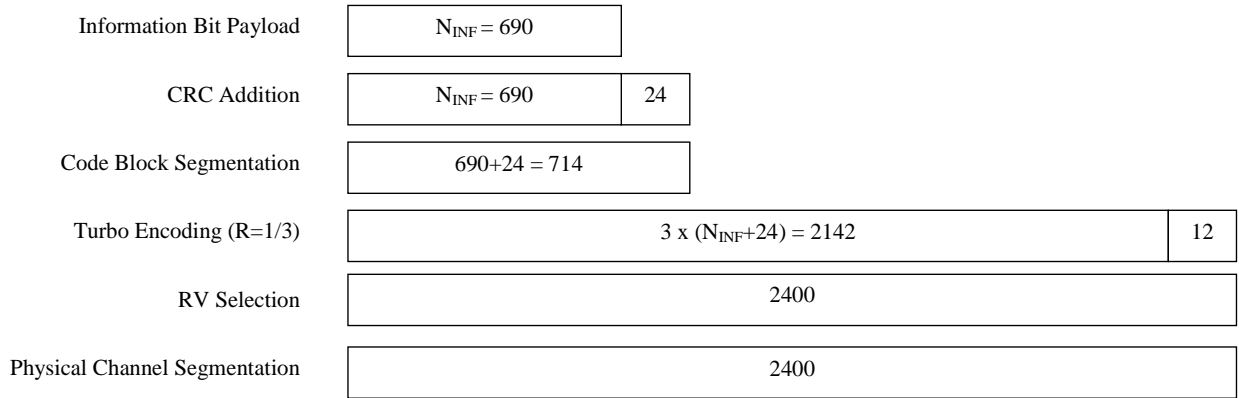 Information Bit Payload N_INF = 690
CRC Addition N_INF = 690 24
Code Block Segmentation 690+24 = 714
Turbo Encoding (R=1/3) 3 x (N_INF+24) = 2142 12
RV Selection 2400
Physical Channel Segmentation 2400